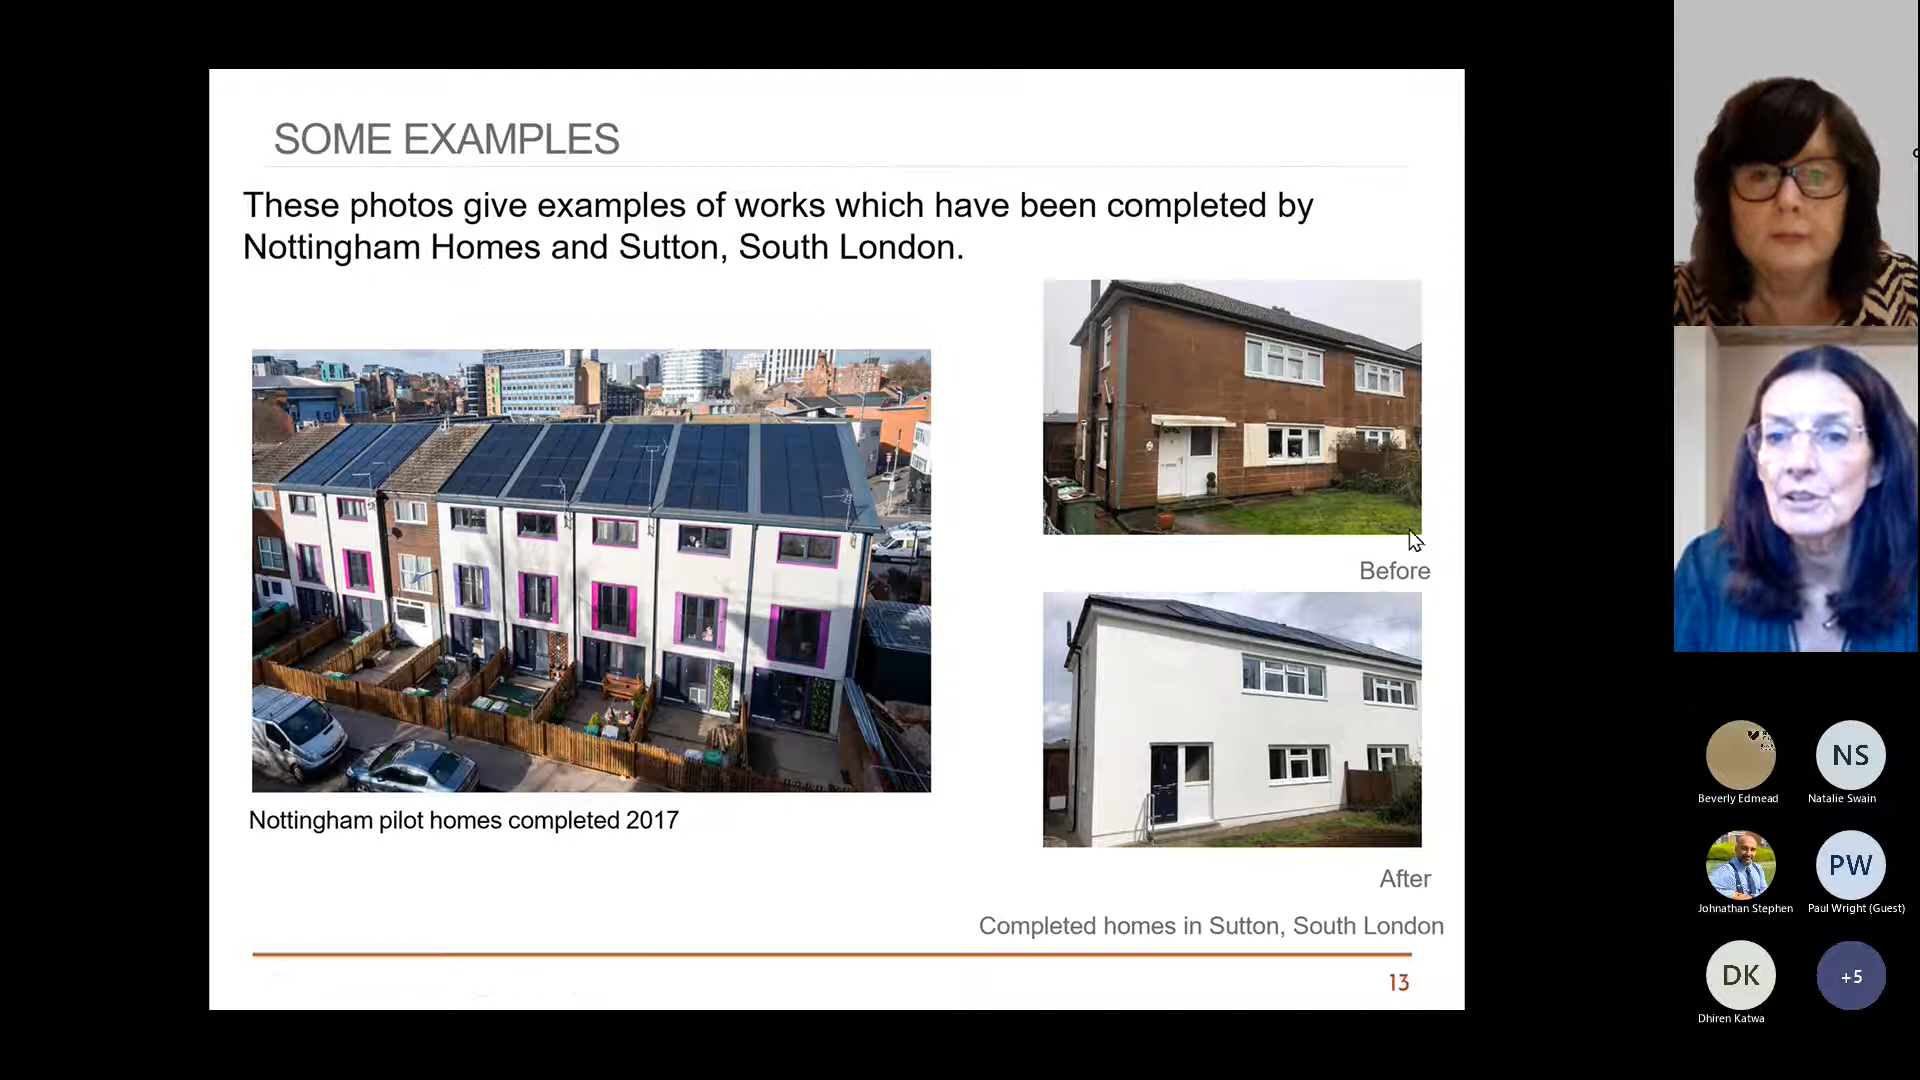 SOME EXAMPLES
These photos give examples of works which have been completed by
Nottingham Homes and Sutton, South London.
Before
Nottingham pilot homes completed 2017
After
Completed homes in Sutton, South London
13
NS
Beverly Edmead
Natalie Swain
PW
Johnathan Stephen
Paul Wright (Guest)
DK
+5
Dhiren Katwa